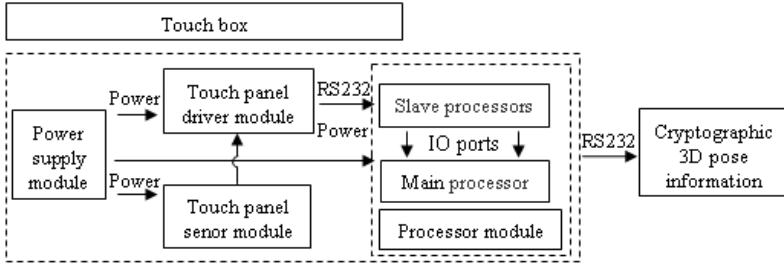 Touch box
Power
Touch panel
driver module
RS232
Slave processors
Power
supply
module
Power
IO ports
RS232
Cryptographic
3D pose
information
Power
Touch panel
senor module
Main processor
Processor module